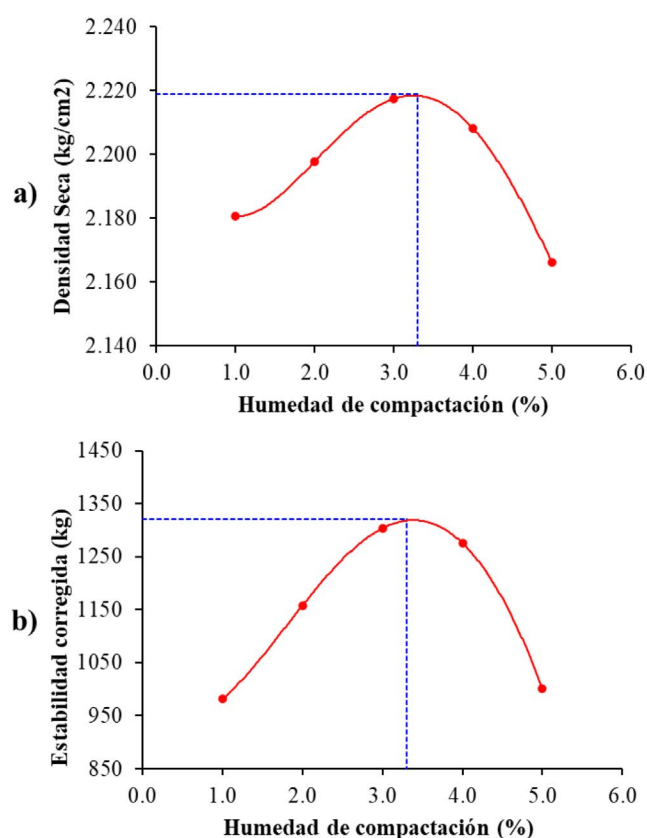 a)
Densidad Seca (kg/cm2)
2.240
2.220
2.200
2.180
2.160
2.140
0.0 1.0 2.0 3.0 4.0 5.0 6.0
Humedad de compactación (%)
b)
Estabilidad corregida (kg)
1450
1350
1250
1150
1050
950
850
0.0 1.0 2.0 3.0 4.0 5.0 6.0
Humedad de compactación (%)